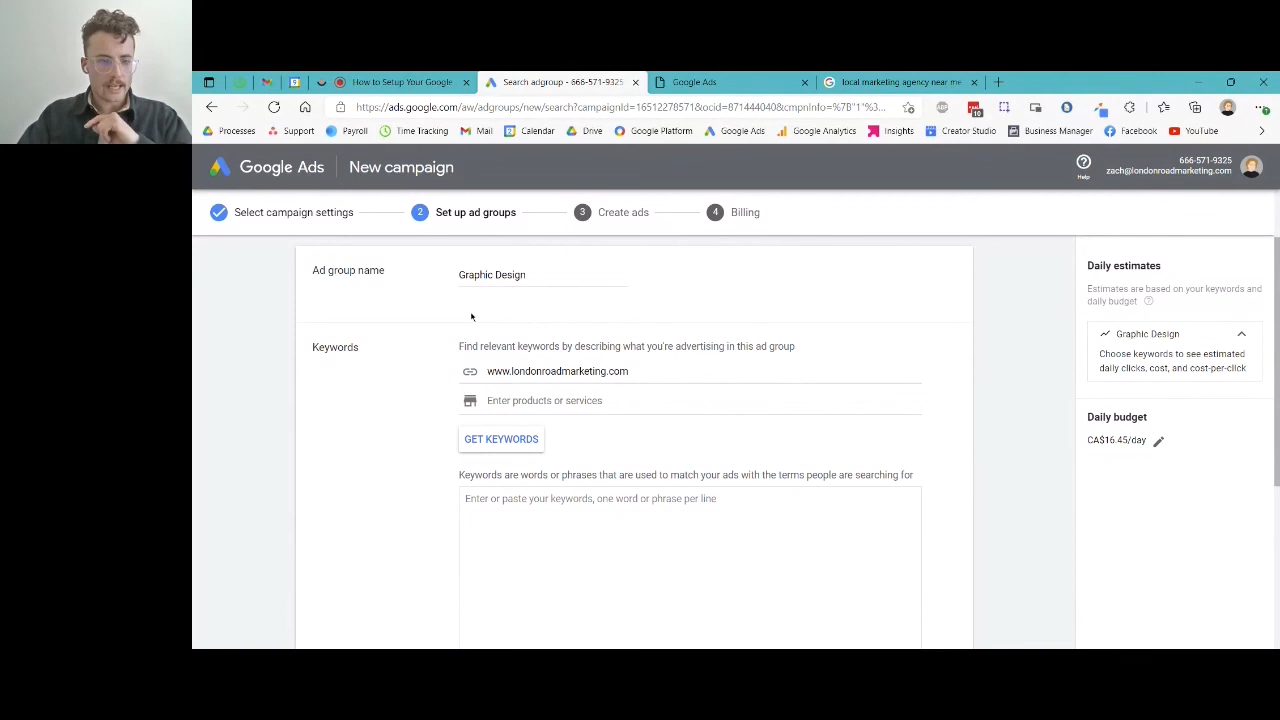 How to Setup Your Google
Search adgroup - 666-571-9325
Google Ads
local marketing agency near me
https://ads.google.com/aw/adgroups/new/search?campaignId=16512276571&ocid=871444040&cmpnInfo=%7B"1"%3...
10
Processes
Support
Payroll
Time Tracking
Mail
Calendar
Drive
Google Platform
Google Ads
Google Analytics
Insights
Creator Studio
Business Manager
Facebook
YouTube
Google Ads
New campaign
Help
666-571-9325
zach@londonroadmarketing.com
Select campaign settings
2 Set up ad groups
3 Create ads
4 Billing
Ad group name
Graphic Design
Keywords
Find relevant keywords by describing what you're advertising in this ad group
www.londonroadmarketing.com
Enter products or services
GET KEYWORDS
Keywords are words or phrases that are used to match your ads with the terms people are searching for
Enter or paste your keywords, one word or phrase per line
Daily estimates
Estimates are based on your keywords and
daily budget
Graphic Design
Choose keywords to see estimated
daily clicks, cost, and cost-per-click
Daily budget
CA$16.45/day